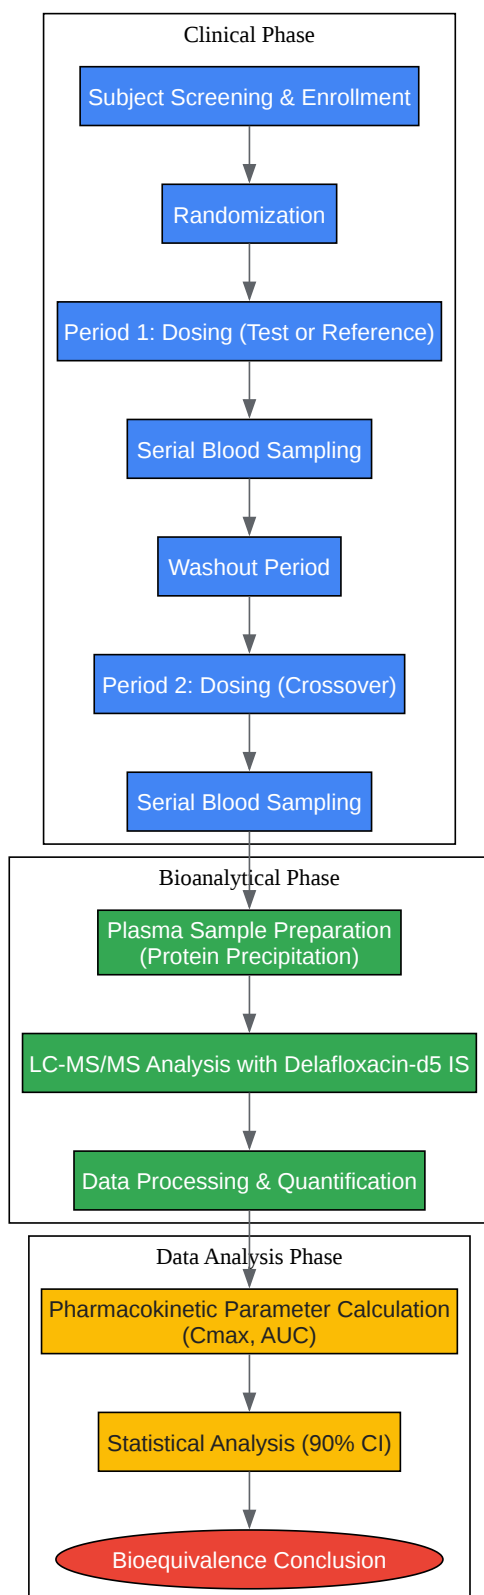 Clinical Phase
Subject Screening & Enrollment
Randomization
Period 1: Dosing (Test or Reference)
Serial Blood Sampling
Washout Period
Period 2: Dosing (Crossover)
Serial Blood Sampling
Bioanalytical Phase
Plasma Sample Preparation
(Protein Precipitation)
LC-MS/MS Analysis with Delafloxacin-d5 IS
Data Processing & Quantification
Data Analysis Phase
Pharmacokinetic Parameter Calculation
(Cmax, AUC)
Statistical Analysis (90% CI)
Bioequivalence Conclusion